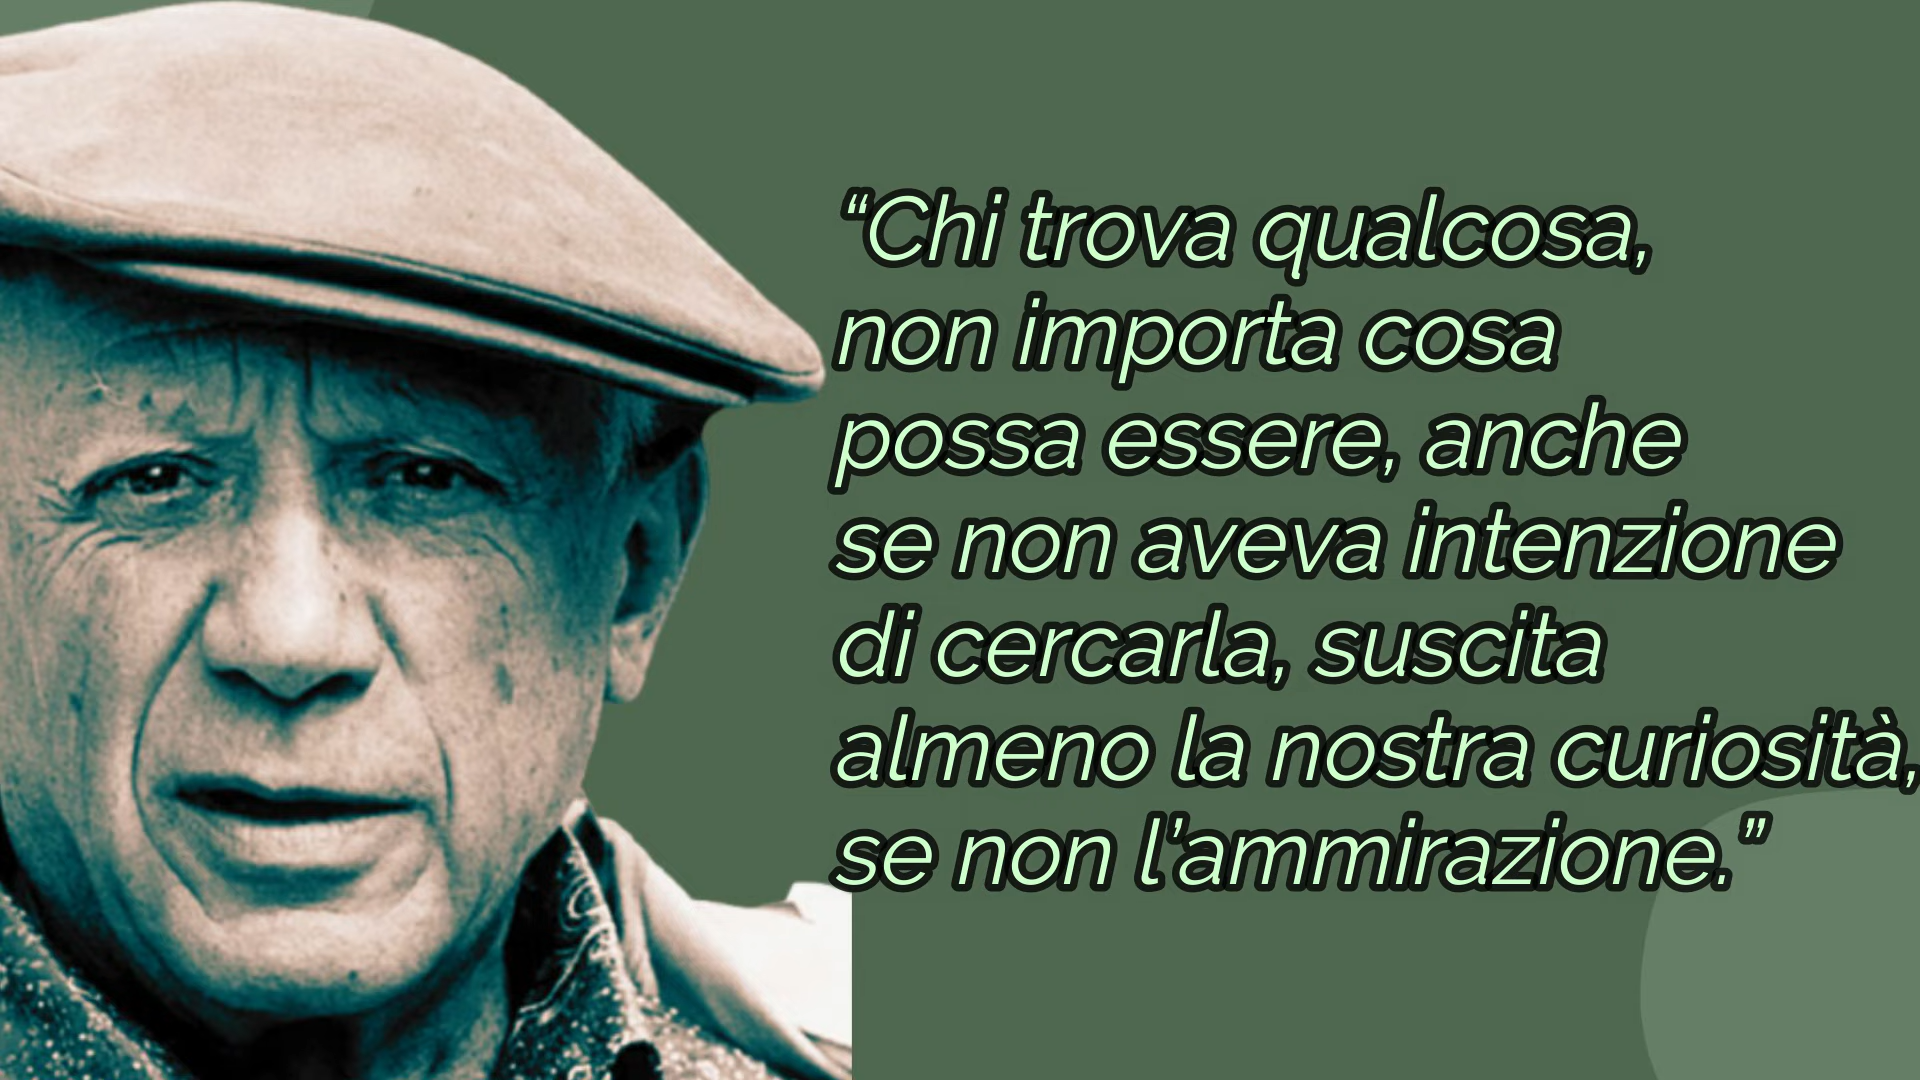 “Chi trova qualcosa,
non importa cosa
possa essere, anche
se non aveva intenzione
di cercarla, suscita
almeno la nostra curiosità,
se non l’ammirazione.”